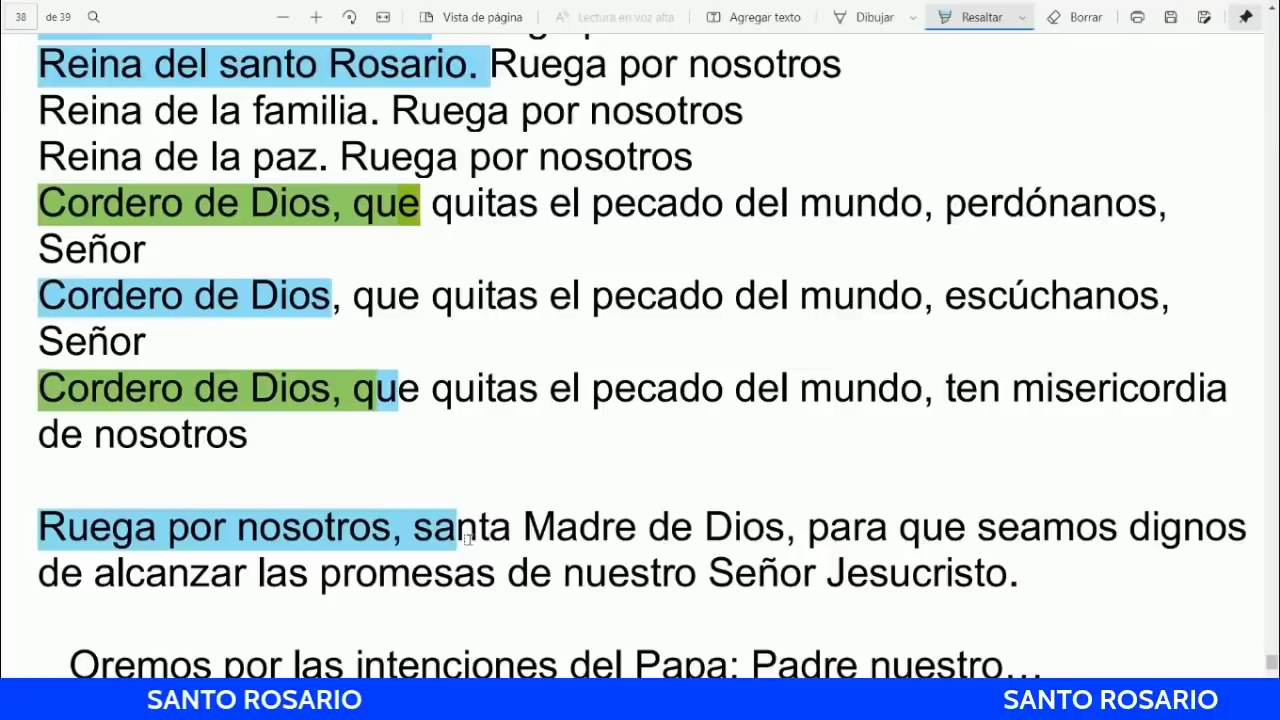 38 de 39 Vista de página Lectura en voz alta Agregar texto Dibujar Resaltar Borrar
Reina del santo Rosario. Ruega por nosotros
Reina de la familia. Ruega por nosotros
Reina de la paz. Ruega por nosotros
Cordero de Dios, que quitas el pecado del mundo, perdónanos,
Señor
Cordero de Dios, que quitas el pecado del mundo, escúchanos,
Señor
Cordero de Dios, que quitas el pecado del mundo, ten misericordia
de nosotros
Ruega por nosotros, santa Madre de Dios, para que seamos dignos
de alcanzar las promesas de nuestro Señor Jesucristo.
Oremos por las intenciones del Papa: Padre nuestro…
SANTO ROSARIO SANTO ROSARIO